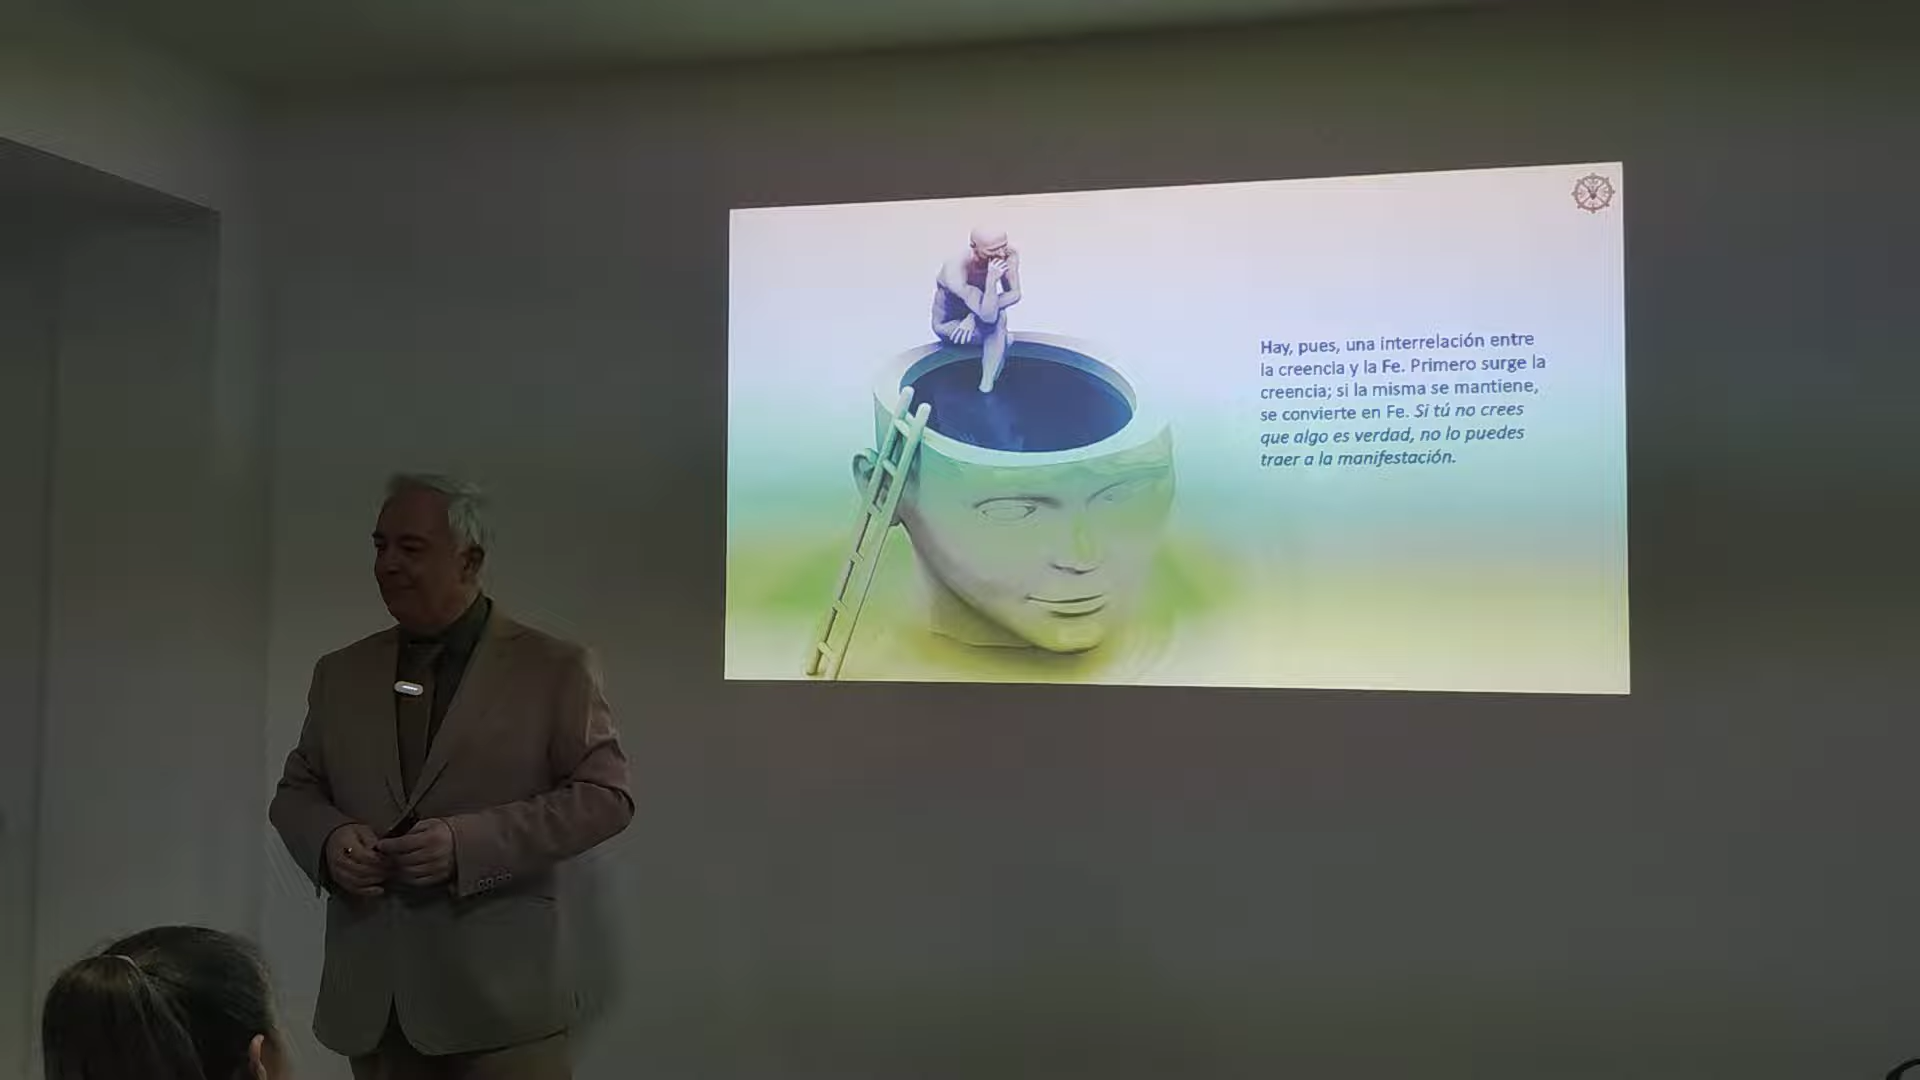 Hay, pues, una interrelación entre
la creencia y la Fe. Primero surge la
creencia; si la misma se mantiene,
se convierte en Fe. Si tú no crees
que algo es verdad, no lo puedes
traer a la manifestación.